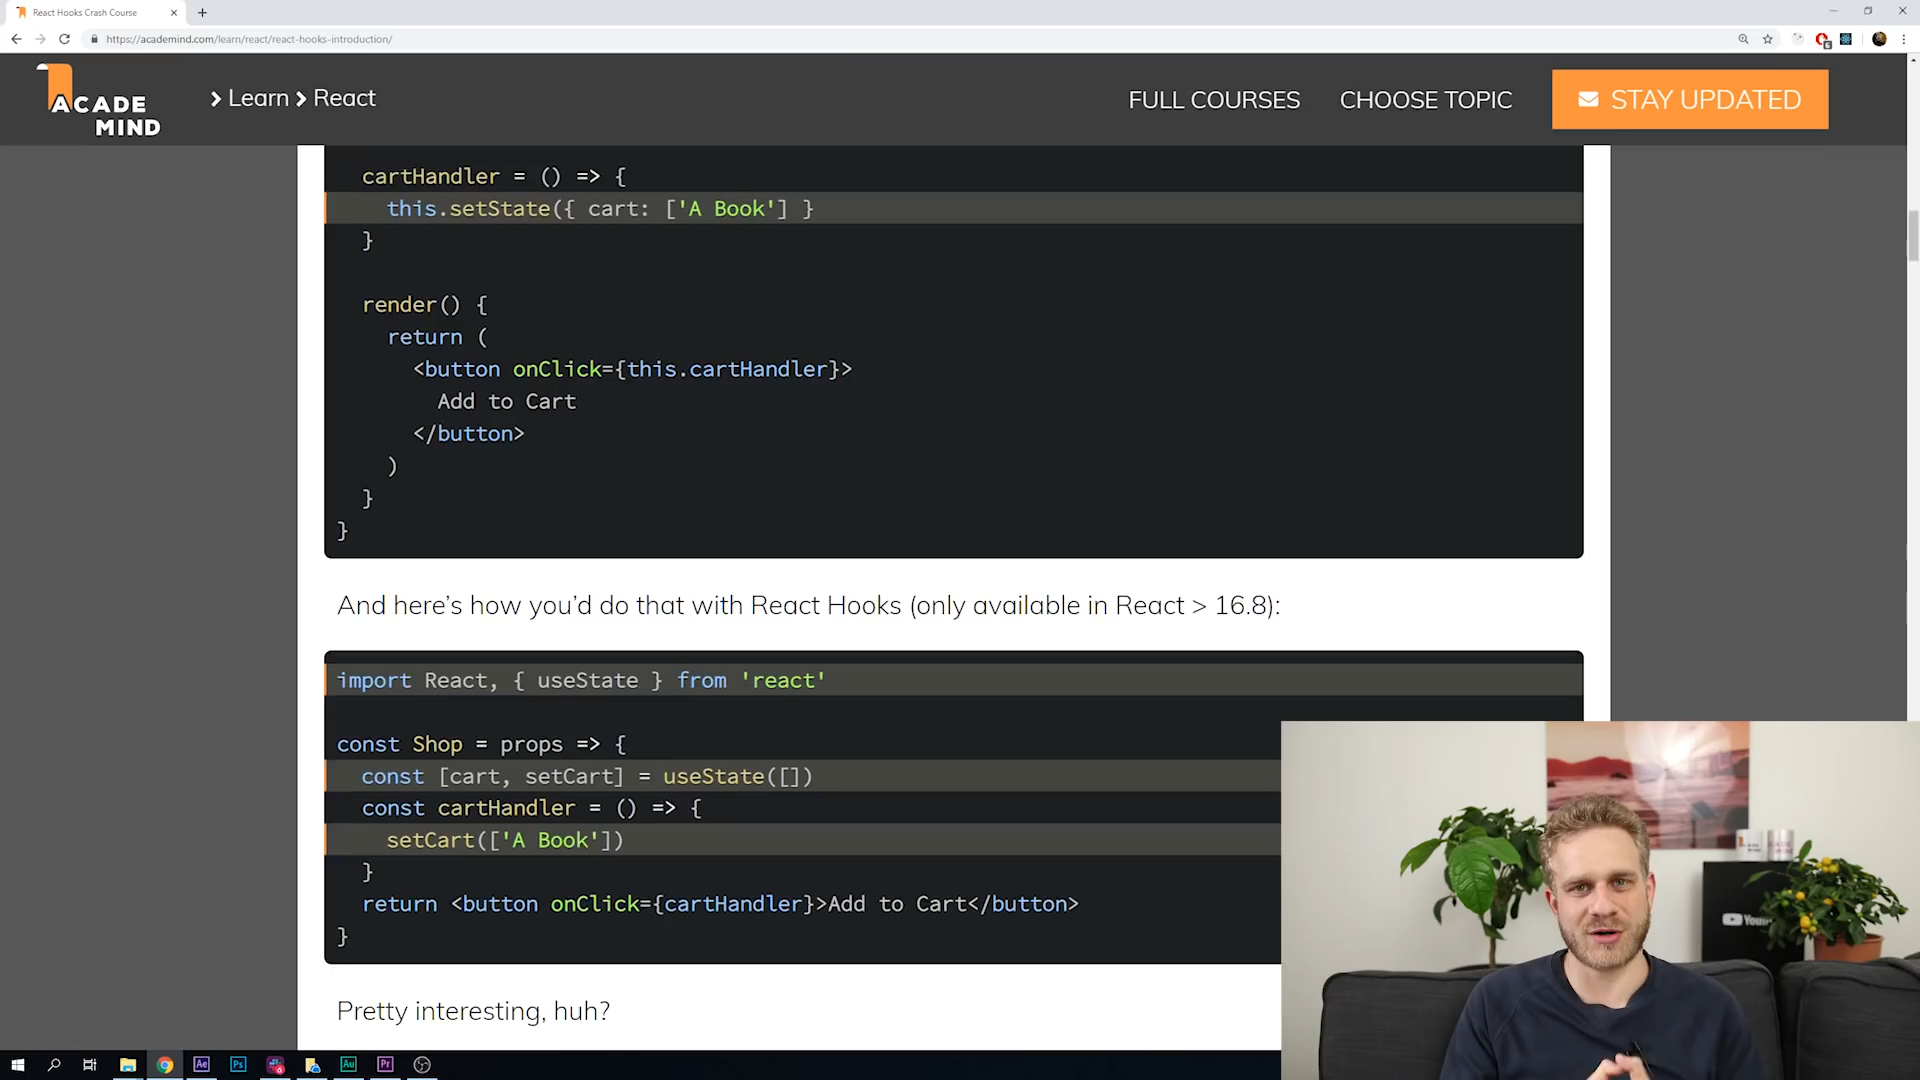 React Hooks Crash Course
https://academind.com/learn/react/react-hooks-introduction/
ACADE
MIND
Learn
React
FULL COURSES
CHOOSE TOPIC
STAY UPDATED
cartHandler = () => {
this.setState({ cart: ['A Book'] }
}
render() {
return (
<button onClick={this.cartHandler}>
Add to Cart
</button>
)
}
}
And here’s how you’d do that with React Hooks (only available in React > 16.8):
import React, { useState } from 'react'
const Shop = props => {
const [cart, setCart] = useState([])
const cartHandler = () => {
setCart(['A Book'])
}
return <button onClick={cartHandler}>Add to Cart</button>
}
Pretty interesting, huh?
Ae
Ps
Au
Pr